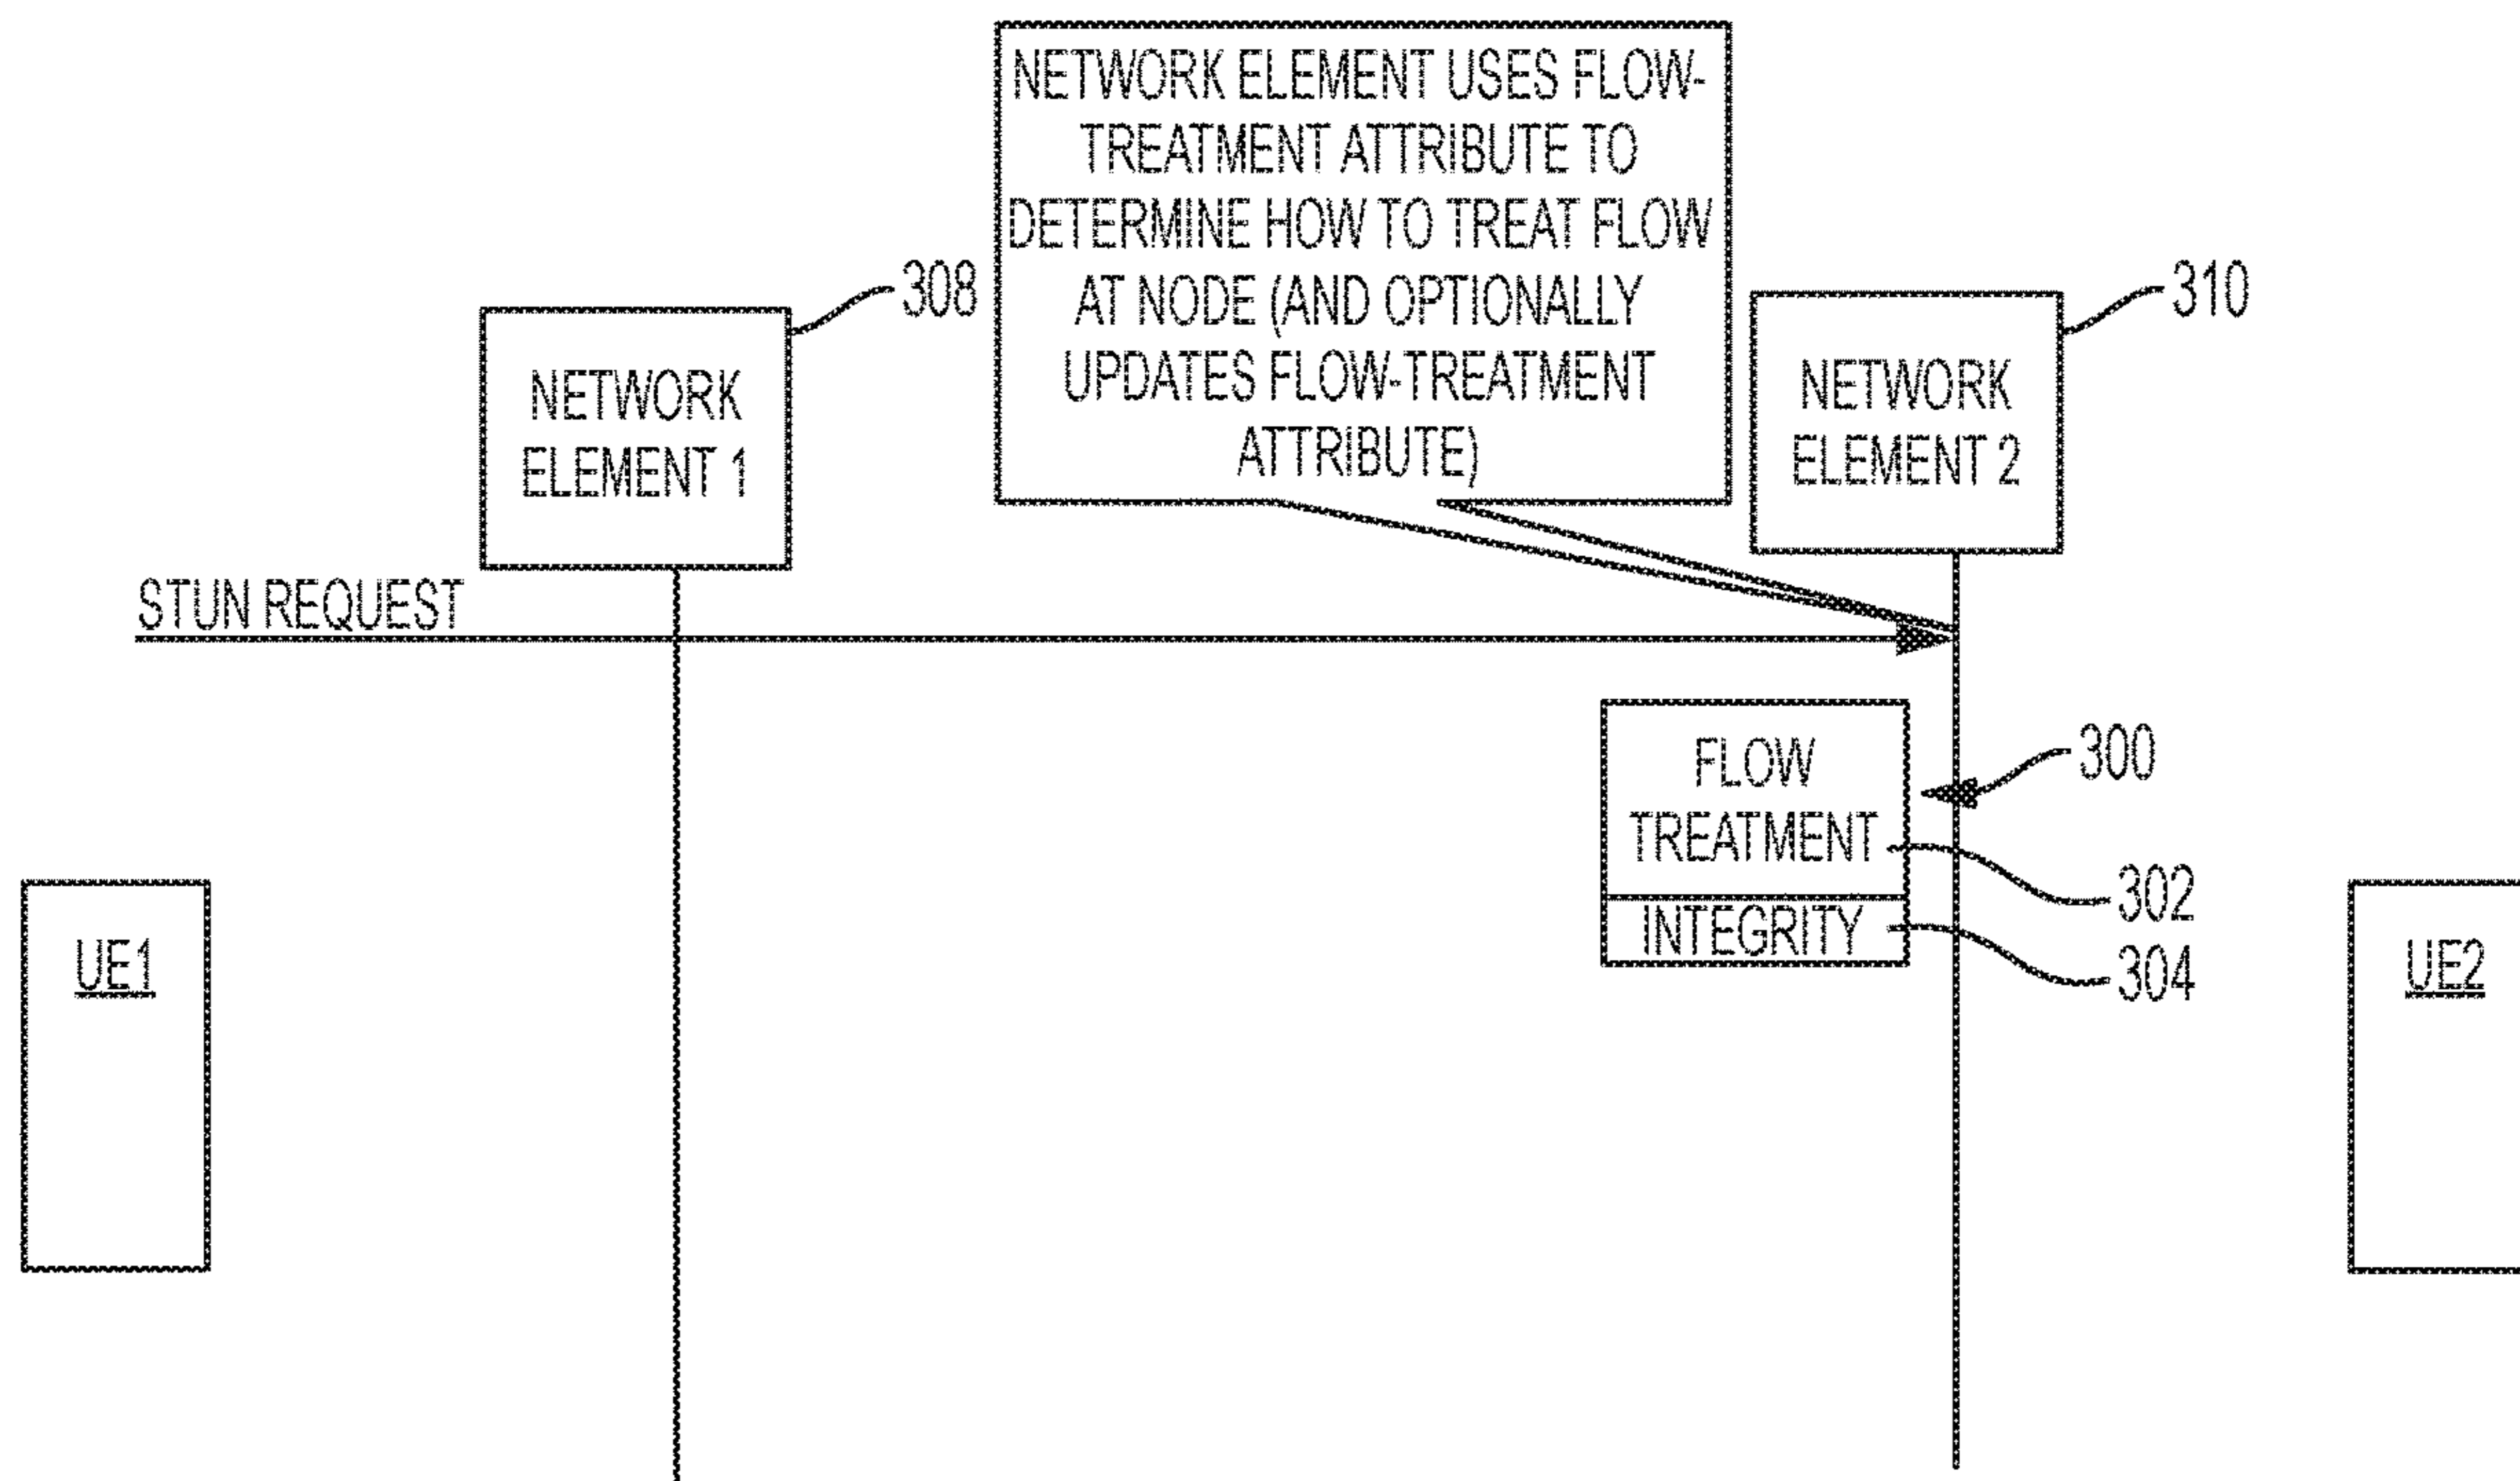 NETWORK ELEMENT USES FLOW-
TREATMENT ATTRIBUTE TO
DETERMINE HOW TO TREAT FLOW
AT NODE (AND OPTIONALLY
UPDATES FLOW-TREATMENT
ATTRIBUTE)
308
310
NETWORK
ELEMENT 1
NETWORK
ELEMENT 2
STUN REQUEST
FLOW
TREATMENT
INTEGRITY
300
302
304
UE1
UE2